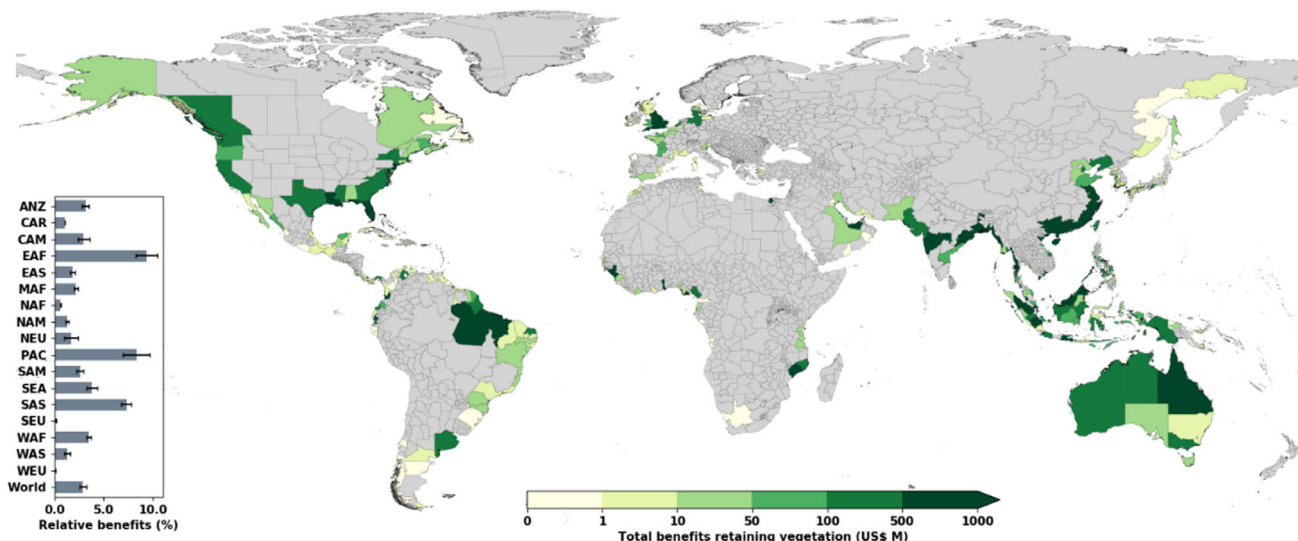 ANZ
CAR
CAM
EAF
EAS
MAF
NAF
NAM
NEU
PAC
SAM
SEA
SAS
SEU
WAF
WAS
WEU
World
0.0 5.0 10.0
Relative benefits (%)
0 1 10 50 100 500 1000
Total benefits retaining vegetation (US$ M)